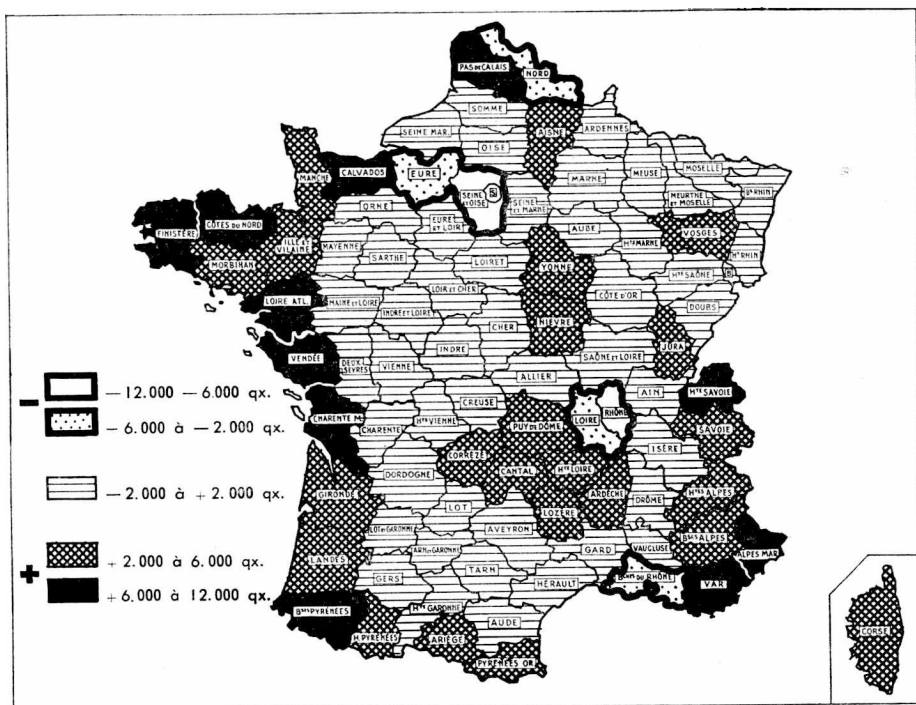 PAS DE CALAIS
NORD
SOMME
AISNE
ARDENNES
SEINE MAR.
OISE
MANCHE
CALVADOS
EURE
SEINE
et OISE
S
SEINE
et MARNE
MARNE
MEUSE
MOSELLE
MEURTHE
et MOSELLE
Bas RHIN
ORNE
EURE
et LOIR
AUBE
Hte MARNE
VOSGES
Ht RHIN
FINISTÈRE
CÔTES DU NORD
ILLE et
VILAINE
MAYENNE
SARTHE
LOIRET
YONNE
MORBIHAN
LOIR et CHER
Hte SAÔNE
B
LOIRE ATL.
MAINE et LOIRE
INDRE et LOIRE
CÔTE D'OR
DOUBS
CHER
NIÈVRE
JURA
VENDÉE
DEUX
SEVRES
VIENNE
INDRE
SAÔNE et LOIRE
ALLIER
AIN
Hte SAVOIE
CREUSE
CHARENTE M.
CHARENTE
Hte VIENNE
PUY DE DÔME
LOIRE
RHÔNE
SAVOIE
ISÈRE
CORREZE
CANTAL
Hte LOIRE
DORDOGNE
GIRONDE
ARDÈCHE
DRÔME
Htes ALPES
LOT
LOZÈRE
LOT et GARONNE
AVEYRON
LANDES
TARN et GARONNE
GARD
VAUCLUSE
Bses ALPES
ALPES MAR.
GERS
TARN
HÉRAULT
Bches DU RHÔNE
VAR
Bses PYRÉNÉES
Hte GARONNE
AUDE
H. PYRÉNÉES
ARIÈGE
PYRÉNÉES OR.
CORSE
−
−12.000 −6.000 qx.
−6.000 à −2.000 qx.
−2.000 à +2.000 qx.
+
+2.000 à 6.000 qx.
+6.000 à 12.000 qx.